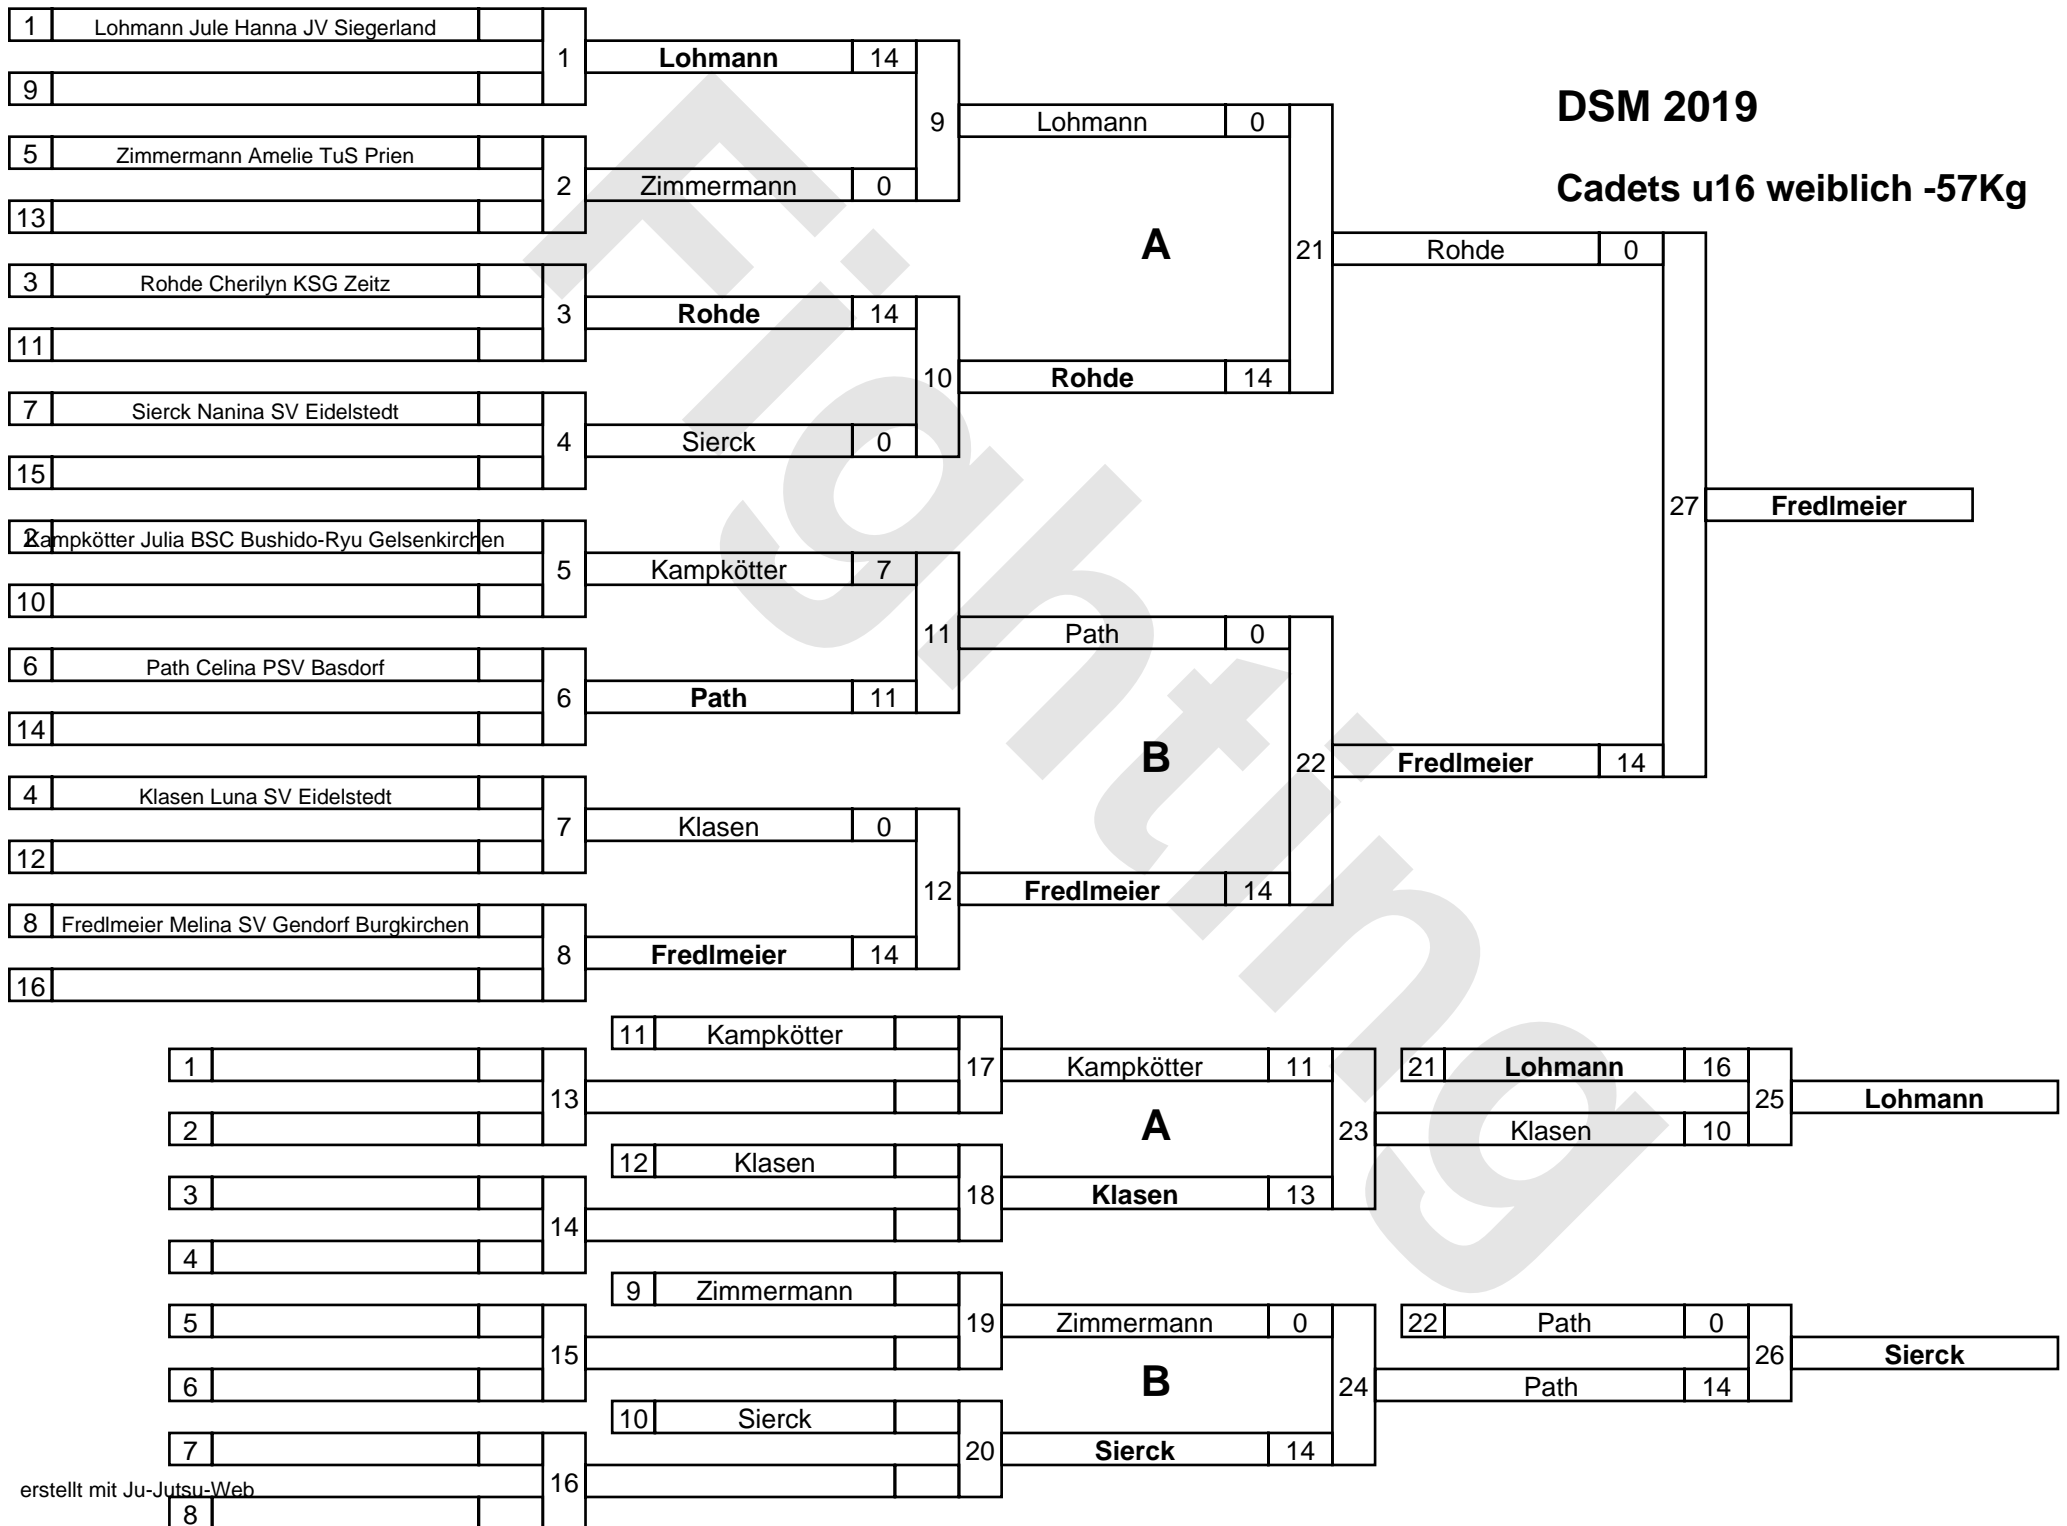 DSM 2019
Cadets u16 weiblich -57Kg
1 Lohmann Jule Hanna JV Siegerland
9
1
5 Zimmermann Amelie TuS Prien
13
2
3 Rohde Cherilyn KSG Zeitz
11
3
7 Sierck Nanina SV Eidelstedt
15
4
2 Kampkötter Julia BSC Bushido-Ryu Gelsenkirchen
10
5
6 Path Celina PSV Basdorf
14
6
4 Klasen Luna SV Eidelstedt
12
7
8 Fredlmeier Melina SV Gendorf Burgkirchen
16
8
Lohmann 14
Zimmermann 0
9
Rohde 14
Sierck 0
10
Kampkötter 7
Path 11
11
Klasen 0
Fredlmeier 14
12
Lohmann 0
A
Rohde 14
21
Path 0
B
Fredlmeier 14
22
Rohde 0
Fredlmeier 14
27
Fredlmeier
Fighting
1
2
13
3
4
14
5
6
15
7
8
16
11 Kampkötter
17
12 Klasen
18
9 Zimmermann
19
10 Sierck
20
Kampkötter 11
A
Klasen 13
23
Zimmermann 0
B
Sierck 14
24
21 Lohmann 16
Klasen 10
25
Lohmann
22 Path 0
Path 14
26
Sierck
erstellt mit Ju-Jutsu-Web